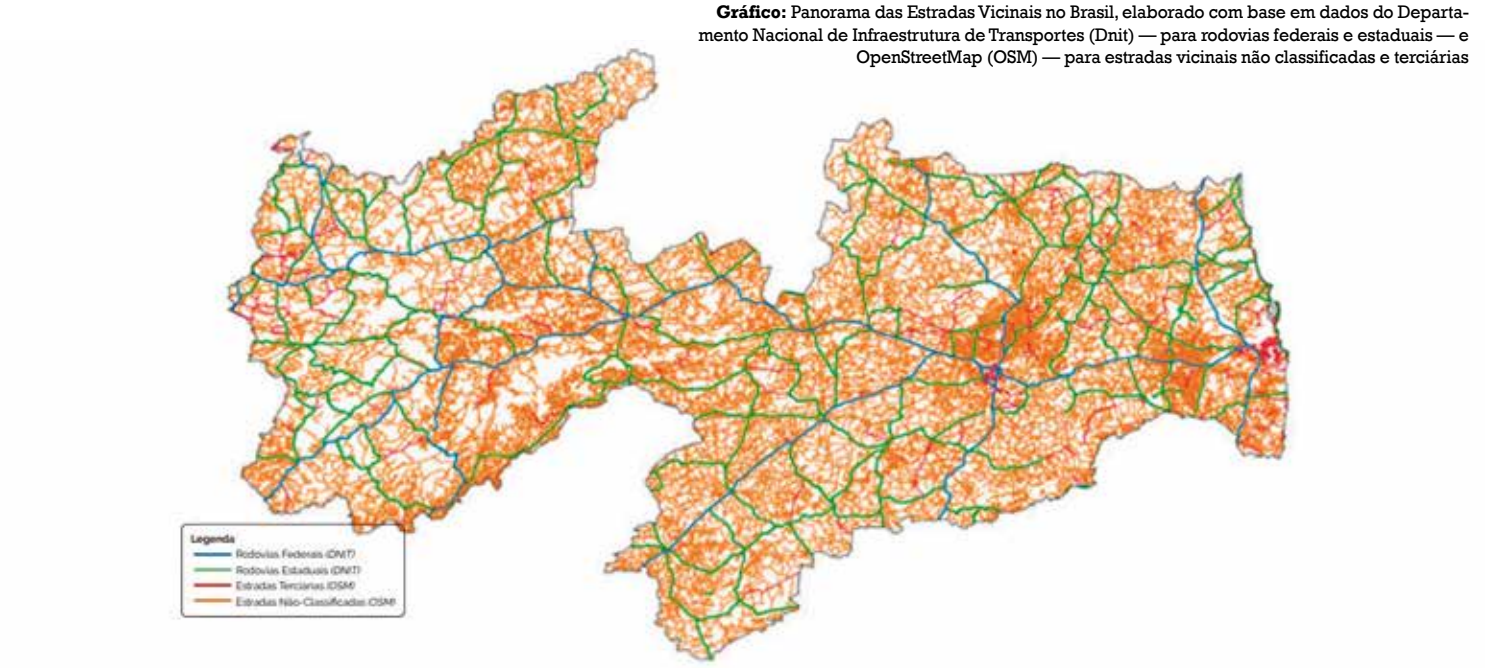 Gráfico: Panorama das Estradas Vicinais no Brasil, elaborado com base em dados do Departa-
mento Nacional de Infraestrutura de Transportes (Dnit) — para rodovias federais e estaduais — e
OpenStreetMap (OSM) — para estradas vicinais não classificadas e terciárias
Legenda
Rodovias Federais (DNIT)
Rodovias Estaduais (DNIT)
Estradas Terciárias (OSM)
Estradas Não-Classificadas (OSM)